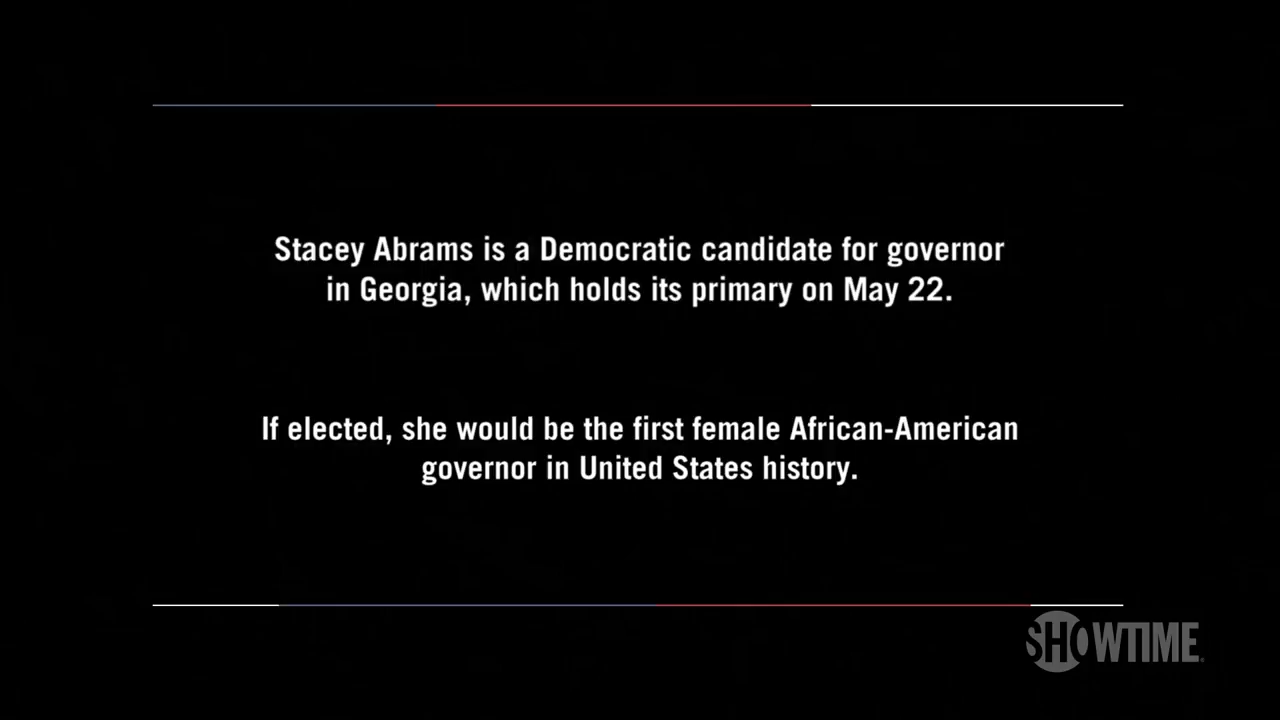 Stacey Abrams is a Democratic candidate for governor
in Georgia, which holds its primary on May 22.
If elected, she would be the first female African-American
governor in United States history.
SHOWTIME